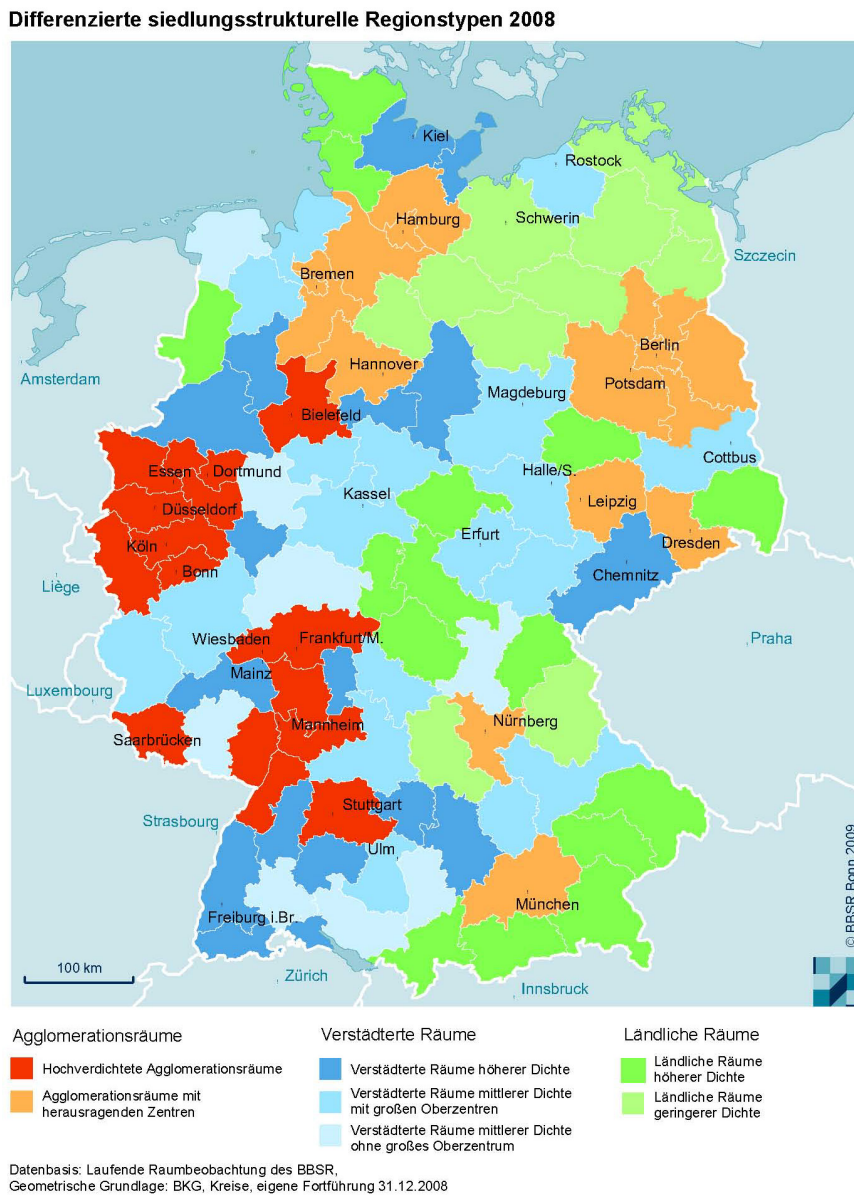 Differenzierte siedlungsstrukturelle Regionstypen 2008
Kiel
Rostock
Hamburg
Schwerin
Szczecin
Bremen
Berlin
Hannover
Amsterdam
Potsdam
Magdeburg
Bielefeld
Cottbus
Essen
Dortmund
Halle/S.
Kassel
Leipzig
Düsseldorf
Erfurt
Dresden
Köln
Bonn
Chemnitz
Liège
Wiesbaden
Frankfurt/M.
Praha
Mainz
Luxembourg
Nürnberg
Mannheim
Saarbrücken
Stuttgart
Strasbourg
Ulm
München
Freiburg i.Br.
© BBSR Bonn 2009
100 km
Zürich
Innsbruck
Agglomerationsräume
Hochverdichtete Agglomerationsräume
Agglomerationsräume mit
herausragenden Zentren
Verstädterte Räume
Verstädterte Räume höherer Dichte
Verstädterte Räume mittlerer Dichte
mit großen Oberzentren
Verstädterte Räume mittlerer Dichte
ohne großes Oberzentrum
Ländliche Räume
Ländliche Räume
höherer Dichte
Ländliche Räume
geringerer Dichte
Datenbasis: Laufende Raumbeobachtung des BBSR,
Geometrische Grundlage: BKG, Kreise, eigene Fortführung 31.12.2008